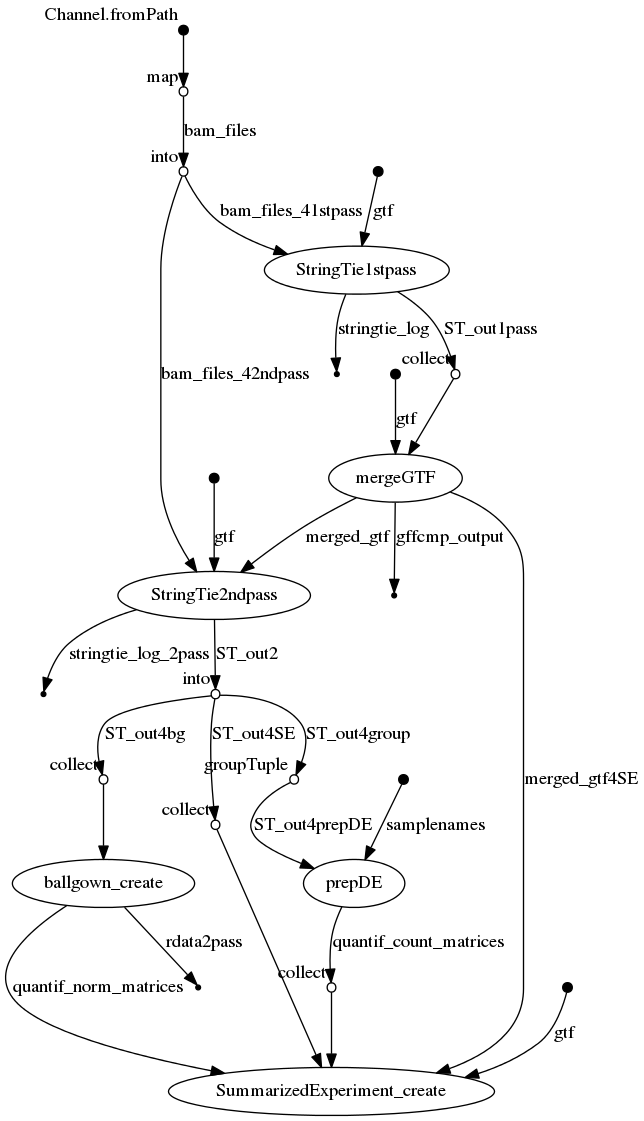 Channel.fromPath
map
bam_files
into
bam_files_41stpass
gtf
StringTie1stpass
stringtie_log
ST_out1pass
collect
bam_files_42ndpass
gtf
mergeGTF
gtf
merged_gtf
gffcmp_output
StringTie2ndpass
stringtie_log_2pass
ST_out2
into
ST_out4bg
ST_out4SE
ST_out4group
collect
groupTuple
merged_gtf4SE
collect
ST_out4prepDE
samplenames
ballgown_create
prepDE
rdata2pass
quantif_count_matrices
collect
quantif_norm_matrices
gtf
SummarizedExperiment_create